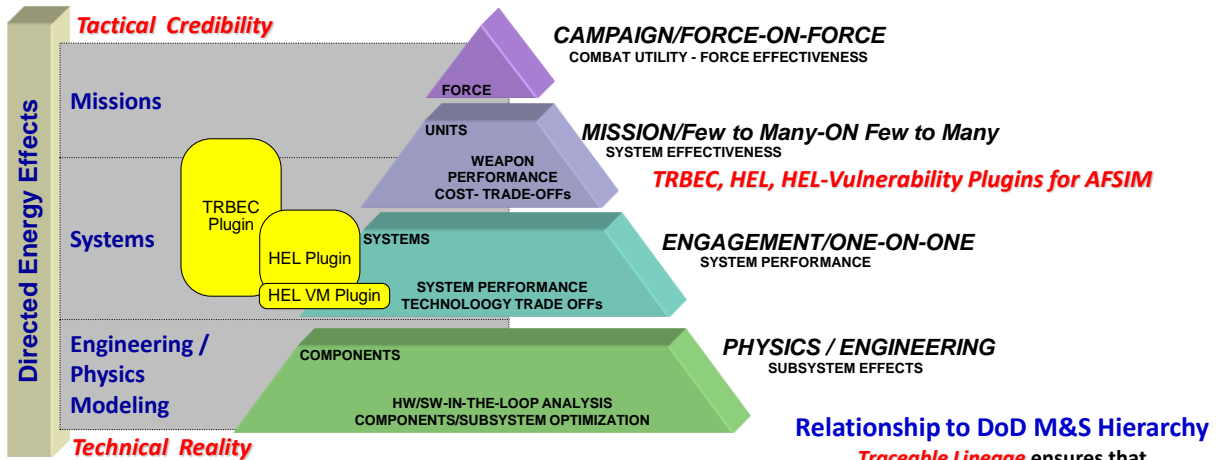 Tactical Credibility
CAMPAIGN/FORCE-ON-FORCE
COMBAT UTILITY - FORCE EFFECTIVENESS
FORCE
Missions
UNITS
MISSION/Few to Many-ON Few to Many
SYSTEM EFFECTIVENESS
WEAPON
PERFORMANCE
COST- TRADE-OFFs
TRBEC, HEL, HEL-Vulnerability Plugins for AFSIM
Directed Energy Effects
TRBEC
Plugin
Systems
SYSTEMS
ENGAGEMENT/ONE-ON-ONE
SYSTEM PERFORMANCE
HEL Plugin
HEL VM Plugin
SYSTEM PERFORMANCE
TECHNOLOOGY TRADE OFFs
Engineering /
Physics
Modeling
COMPONENTS
PHYSICS / ENGINEERING
SUBSYSTEM EFFECTS
HW/SW-IN-THE-LOOP ANALYSIS
COMPONENTS/SUBSYSTEM OPTIMIZATION
Technical Reality
Relationship to DoD M&S Hierarchy
Traceable Lineage ensures that